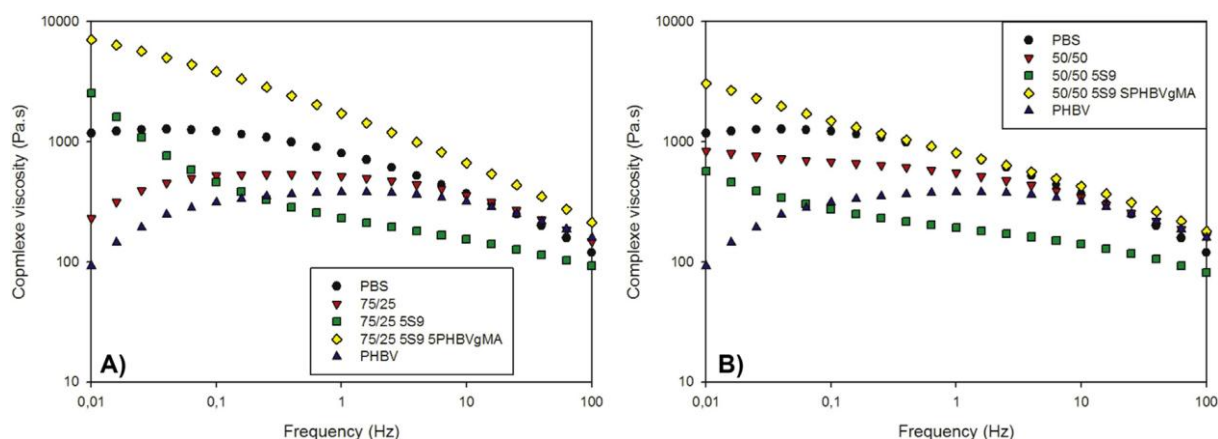 10000
1000
100
10
Copmlexe viscosity (Pa.s)
PBS
75/25
75/25 5S9
75/25 5S9 5PHBVgMA
PHBV
A)
0,01
0,1
1
10
100
Frequency (Hz)
10000
1000
100
10
Complexe viscosity (Pa.s)
PBS
50/50
50/50 5S9
50/50 5S9 SPHBVgMA
PHBV
B)
0,01
0,1
1
10
100
Frequency (Hz)